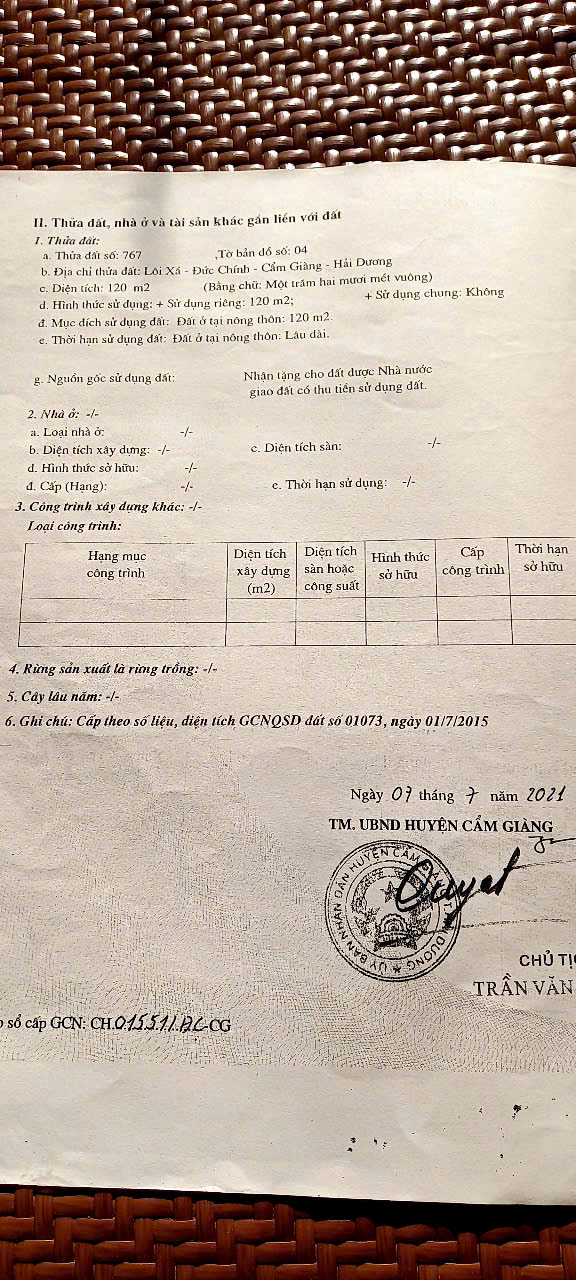 II. Thửa đất, nhà ở và tài sản khác gắn liền với đất
1. Thửa đất:
a. Thửa đất số: 767 ,Tờ bản đồ số: 04
b. Địa chỉ thửa đất: Lôi Xá - Đức Chính - Cẩm Giàng - Hải Dương
c. Diện tích: 120 m2 (Bằng chữ: Một trăm hai mươi mét vuông)
d. Hình thức sử dụng: + Sử dụng riêng: 120 m2; + Sử dụng chung: Không
đ. Mục đích sử dụng đất: Đất ở tại nông thôn: 120 m2.
e. Thời hạn sử dụng đất: Đất ở tại nông thôn: Lâu dài.
g. Nguồn gốc sử dụng đất: Nhận tặng cho đất được Nhà nước
giao đất có thu tiền sử dụng đất.
2. Nhà ở: -/-
a. Loại nhà ở: -/-
b. Diện tích xây dựng: -/- c. Diện tích sàn: -/-
d. Hình thức sở hữu: -/-
đ. Cấp (Hạng): -/- e. Thời hạn sử dụng: -/-
3. Công trình xây dựng khác: -/-
Loại công trình:
Hạng mục công trình
Diện tích xây dựng (m2)
Diện tích sàn hoặc công suất
Hình thức sở hữu
Cấp công trình
Thời hạn sở hữu
4. Rừng sản xuất là rừng trồng: -/-
5. Cây lâu năm: -/-
6. Ghi chú: Cấp theo số liệu, diện tích GCNQSD đất số 01073, ngày 01/7/2015
Ngày 07 tháng 7 năm 2021
TM. UBND HUYỆN CẨM GIÀNG
ỦY BAN NHÂN DÂN HUYỆN CẨM
DƯƠNG
CHỦ TỊ
TRẦN VĂN
sổ cấp GCN: CH.01551/.-CG